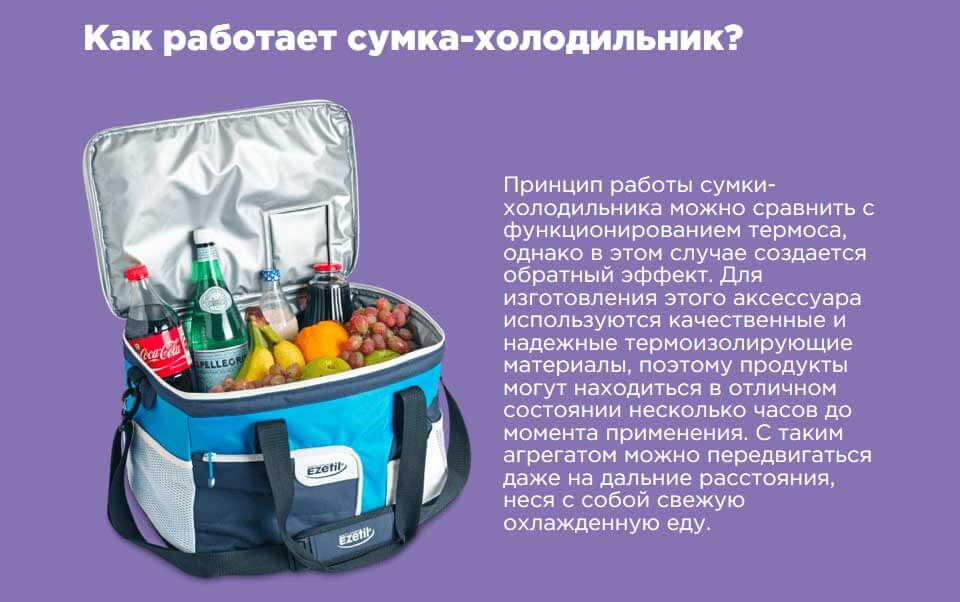 Как работает сумка-холодильник?
Принцип работы сумки-
холодильника можно сравнить с
функционированием термоса,
однако в этом случае создается
обратный эффект. Для
изготовления этого аксессуара
используются качественные и
надежные термоизолирующие
материалы, поэтому продукты
могут находиться в отличном
состоянии несколько часов до
момента применения. С таким
агрегатом можно передвигаться
даже на дальние расстояния,
неся с собой свежую
охлажденную еду.
Coca-Cola
PELLEGRI
Ezetil
Ezetil